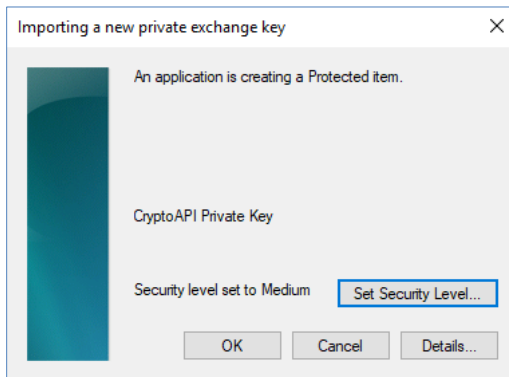 Importing a new private exchange key
An application is creating a Protected item.
CryptoAPI Private Key
Security level set to Medium
Set Security Level...
OK
Cancel
Details...